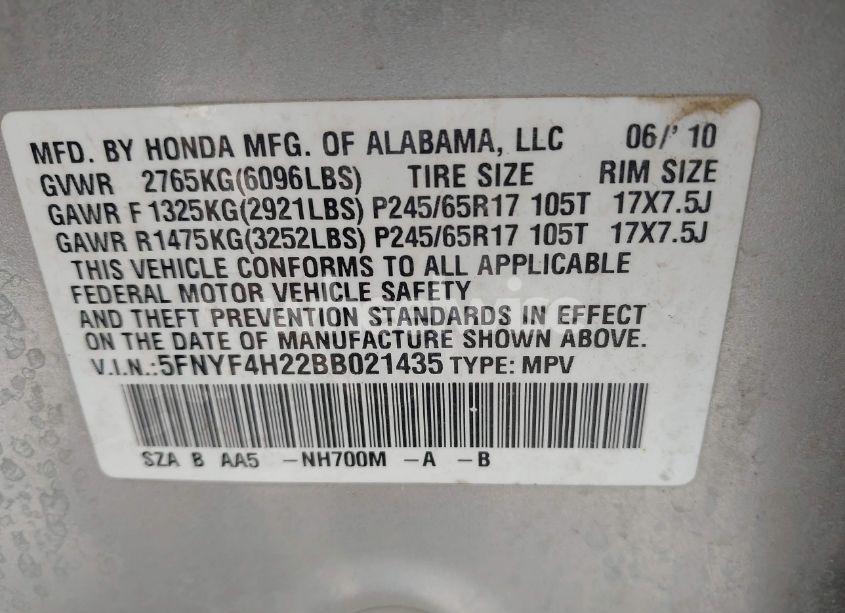 MFD. BY HONDA MFG. OF ALABAMA, LLC 06/' 10
GVWR 2765KG(6096LBS) TIRE SIZE RIM SIZE
GAWR F 1325KG(2921LBS) P245/65R17 105T 17X7.5J
GAWR R1475KG(3252LBS) P245/65R17 105T 17X7.5J
THIS VEHICLE CONFORMS TO ALL APPLICABLE
FEDERAL MOTOR VEHICLE SAFETY
AND THEFT PREVENTION STANDARDS IN EFFECT
ON THE DATE OF MANUFACTURE SHOWN ABOVE.
V.I.N.:5FNYF4H22BB021435 TYPE: MPV
SZA B AA5 -NH700M -A -B